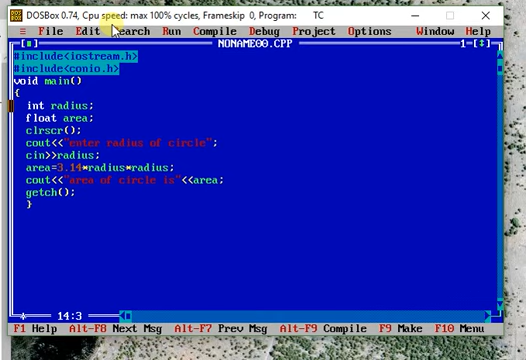 DOSBox 0.74, Cpu speed: max 100% cycles, Frameskip 0, Program: TC
≡ File Edit Search Run Compile Debug Project Options Window Help
[■] NONAME00.CPP 1=[↕]
#include<iostream.h>
#include<conio.h>
void main()
{
int radius;
float area;
clrscr();
cout<<"enter radius of circle";
cin>>radius;
area=3.14*radius*radius;
cout<<"area of circle is"<<area;
getch();
}
14:3
F1 Help Alt-F8 Next Msg Alt-F7 Prev Msg Alt-F9 Compile F9 Make F10 Menu